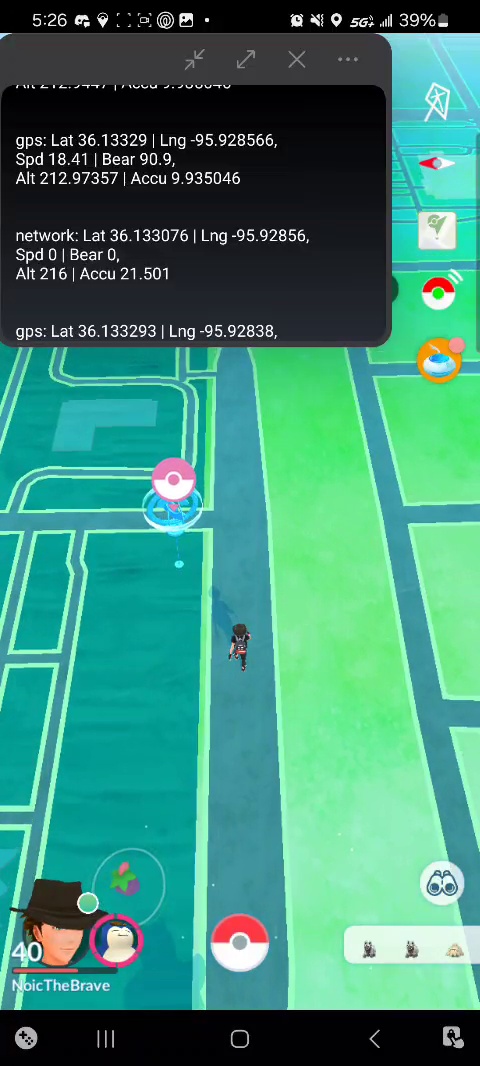 5:26
5G+
39%
gps: Lat 36.13329 | Lng -95.928566,
Spd 18.41 | Bear 90.9,
Alt 212.97357 | Accu 9.935046
network: Lat 36.133076 | Lng -95.92856,
Spd 0 | Bear 0,
Alt 216 | Accu 21.501
gps: Lat 36.133293 | Lng -95.92838,
40
NoicTheBrave